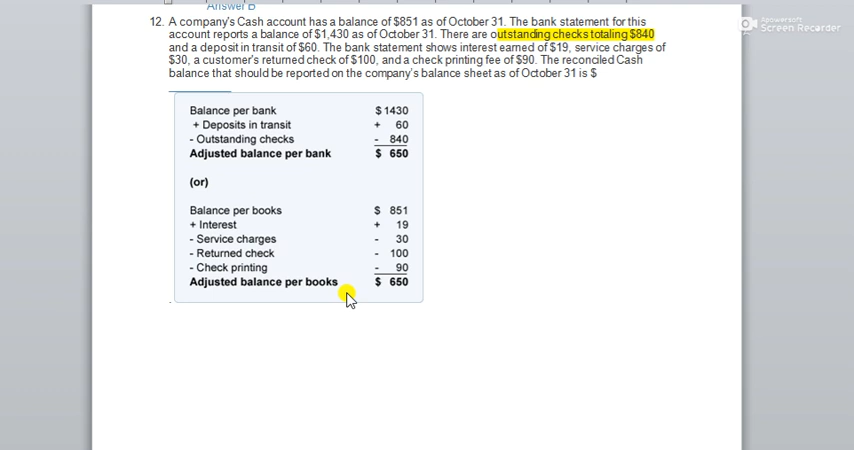 Answer B
Apowersoft
Screen Recorder
12. A company's Cash account has a balance of $851 as of October 31. The bank statement for this
account reports a balance of $1,430 as of October 31. There are outstanding checks totaling $840
and a deposit in transit of $60. The bank statement shows interest earned of $19, service charges of
$30, a customer's returned check of $100, and a check printing fee of $90. The reconciled Cash
balance that should be reported on the company's balance sheet as of October 31 is $
Balance per bank $ 1430
+ Deposits in transit + 60
- Outstanding checks - 840
Adjusted balance per bank $ 650
(or)
Balance per books $ 851
+ Interest + 19
- Service charges - 30
- Returned check - 100
- Check printing - 90
Adjusted balance per books $ 650